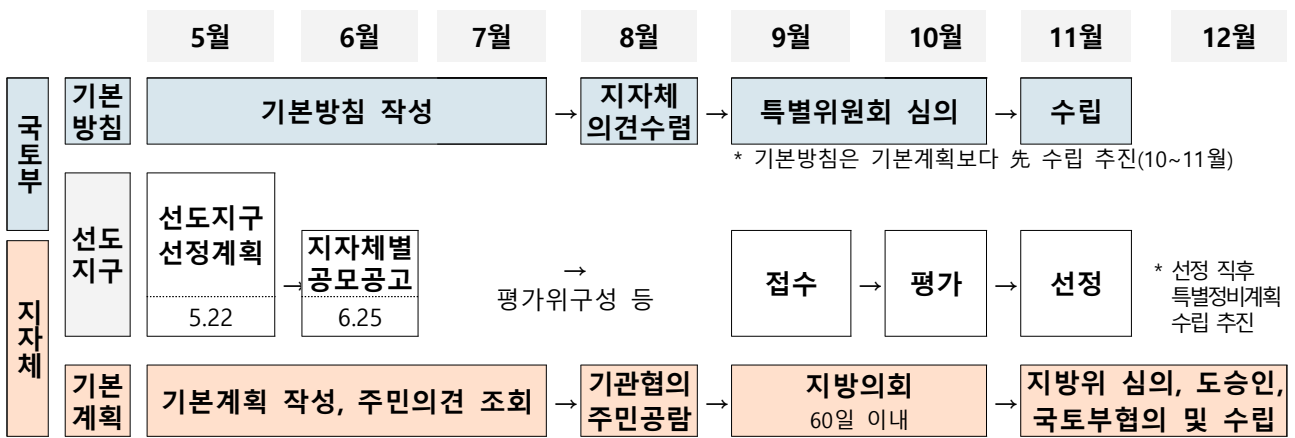 5월 6월 7월 8월 9월 10월 11월 12월
국토부
기본
방침
기본방침 작성
→
지자체
의견수렴
→
특별위원회 심의
→
수립
* 기본방침은 기본계획보다 先 수립 추진(10~11월)
선도
지구
선도지구
선정계획
5.22
→
지자체별
공모공고
6.25
→
평가위구성 등
접수
→
평가
→
선정
* 선정 직후
특별정비계획
수립 추진
지자체
기본
계획
기본계획 작성, 주민의견 조회
→
기관협의
주민공람
→
지방의회
60일 이내
→
지방위 심의, 도승인,
국토부협의 및 수립